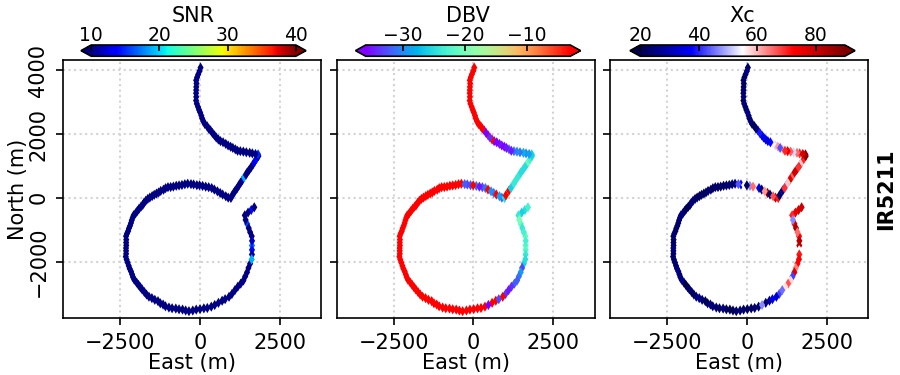 SNR DBV Xc
10 20 30 40 −30 −20 −10 20 40 60 80
4000
2000
0
−2000
North (m)
−2500 0 2500 −2500 0 2500 −2500 0 2500
East (m) East (m) East (m)
IR5211